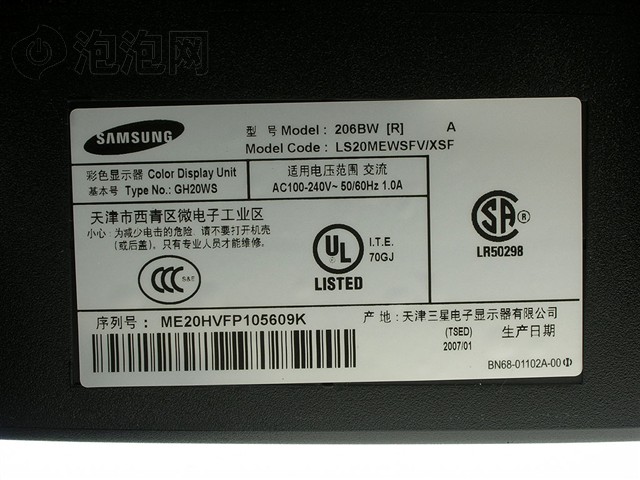 泡泡网
SAMSUNG
型 号 Model : 206BW [R] A
Model Code : LS20MEWSFV/XSF
彩色显示器 Color Display Unit
基本号 Type No.: GH20WS
适用电压范围 交流
AC100-240V~ 50/60Hz 1.0A
天津市西青区微电子工业区
小心: 为减少电击的危险, 请不要打开机壳
(或后盖), 只有专业人员才能维修.
CCC S&E
UL
LISTED
I.T.E.
70GJ
SA ®
LR50298
序列号 : ME20HVFP105609K
产 地 : 天津三星电子显示器有限公司
(TSED) 生产日期
2007/01
BN68-01102A-00